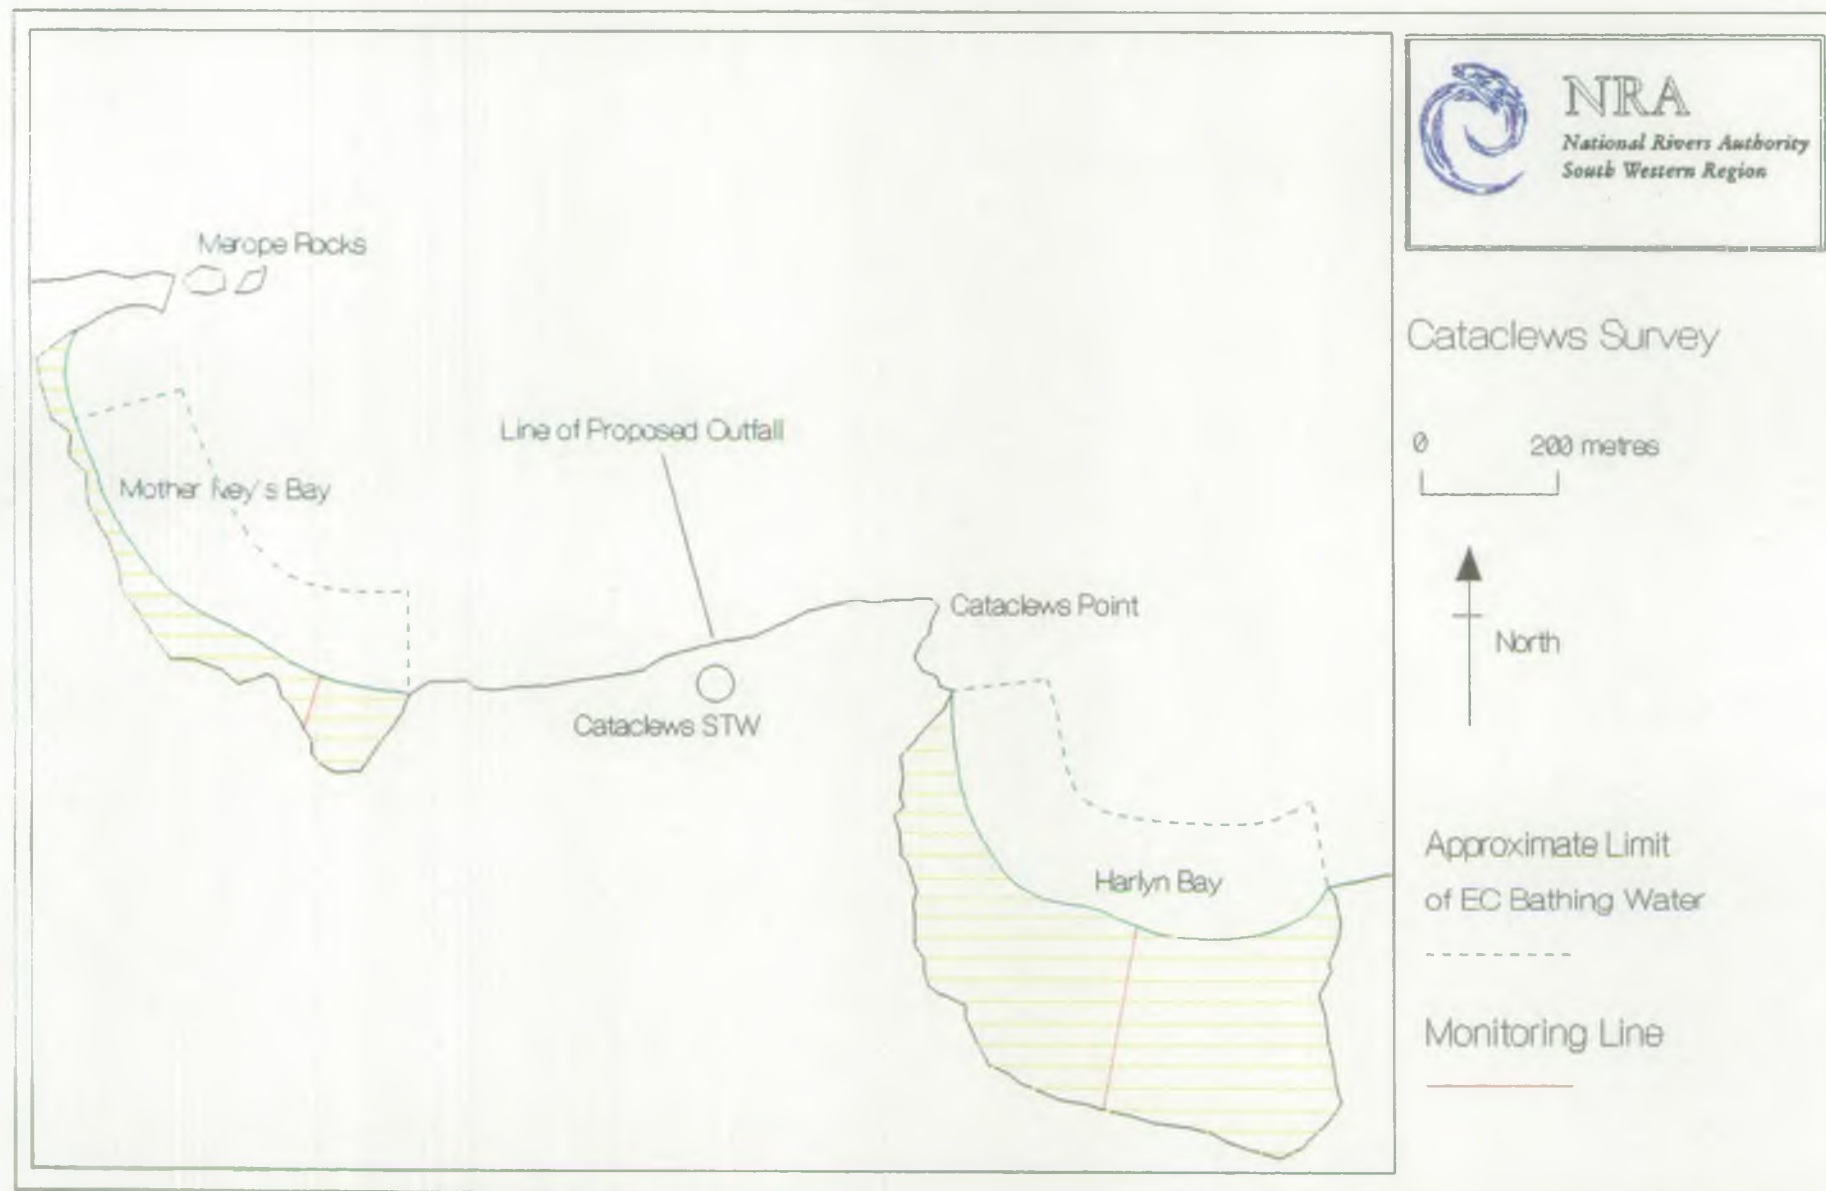 NRA
National Rivers Authority
South Western Region
Cataclews Survey
0 200 metres
North
Approximate Limit
of EC Bathing Water
Monitoring Line
Merope Rocks
Line of Proposed Outfall
Mother Ivey's Bay
Cataclews Point
Cataclews STW
Harlyn Bay